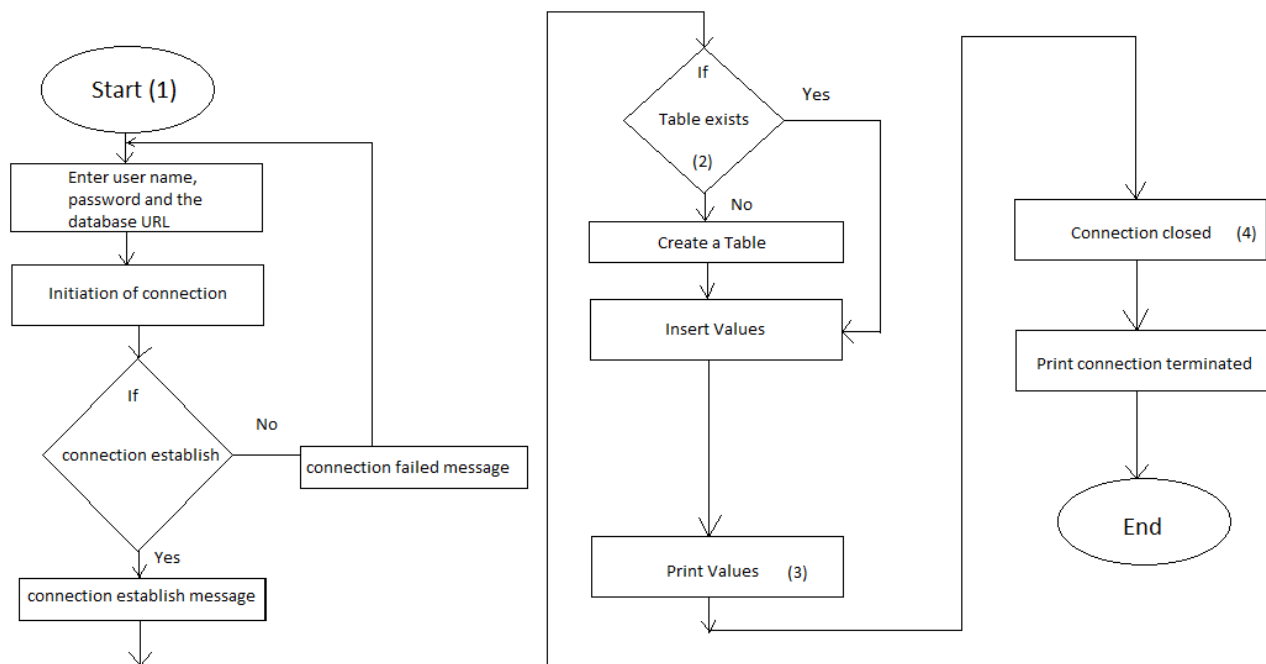 Start (1)
Enter user name,
password and the
database URL
Initiation of connection
If
connection establish
No
connection failed message
Yes
connection establish message
If
Table exists
(2)
Yes
No
Create a Table
Insert Values
Print Values (3)
Connection closed (4)
Print connection terminated
End